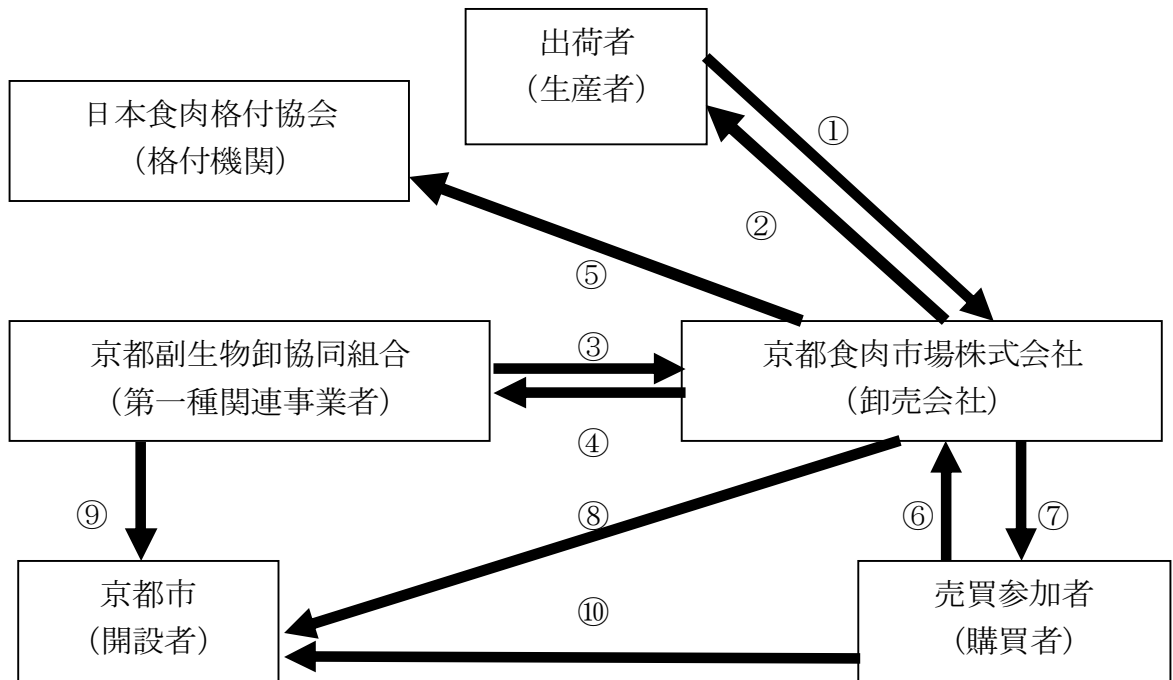 出荷者
(生産者)
日本食肉格付協会
(格付機関)
①
②
⑤
京都副生物卸協同組合
(第一種関連事業者)
③
④
京都食肉市場株式会社
(卸売会社)
⑨
⑧
⑥
⑦
京都市
(開設者)
⑩
売買参加者
(購買者)